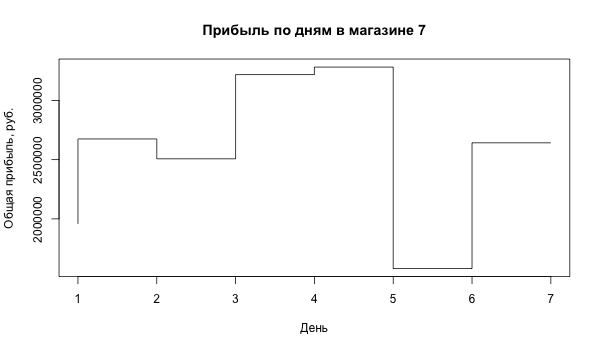 Прибыль по дням в магазине 7
Общая прибыль, руб.
3000000
2500000
2000000
1 2 3 4 5 6 7
День